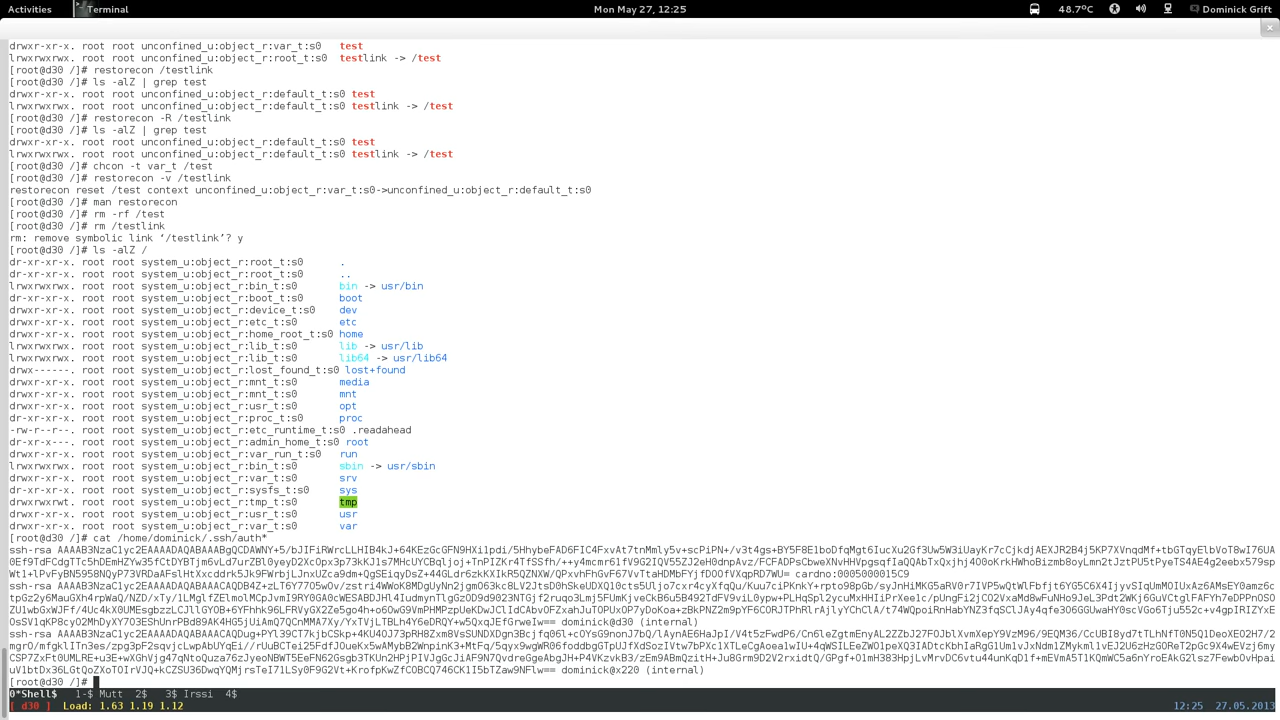 Activities Terminal Mon May 27, 12:25 48.7°C Dominick Grift
drwxr-xr-x. root root unconfined_u:object_r:var_t:s0 test
lrwxrwxrwx. root root unconfined_u:object_r:root_t:s0 testlink -> /test
[root@d30 /]# restorecon /testlink
[root@d30 /]# ls -alZ | grep test
drwxr-xr-x. root root unconfined_u:object_r:default_t:s0 test
lrwxrwxrwx. root root unconfined_u:object_r:default_t:s0 testlink -> /test
[root@d30 /]# restorecon -R /testlink
[root@d30 /]# ls -alZ | grep test
drwxr-xr-x. root root unconfined_u:object_r:default_t:s0 test
lrwxrwxrwx. root root unconfined_u:object_r:default_t:s0 testlink -> /test
[root@d30 /]# chcon -t var_t /test
[root@d30 /]# restorecon -v /testlink
restorecon reset /test context unconfined_u:object_r:var_t:s0->unconfined_u:object_r:default_t:s0
[root@d30 /]# man restorecon
[root@d30 /]# rm -rf /test
[root@d30 /]# rm /testlink
rm: remove symbolic link ‘/testlink’? y
[root@d30 /]# ls -alZ /
dr-xr-xr-x. root root system_u:object_r:root_t:s0 .
dr-xr-xr-x. root root system_u:object_r:root_t:s0 ..
lrwxrwxrwx. root root system_u:object_r:bin_t:s0 bin -> usr/bin
dr-xr-xr-x. root root system_u:object_r:boot_t:s0 boot
drwxr-xr-x. root root system_u:object_r:device_t:s0 dev
drwxr-xr-x. root root system_u:object_r:etc_t:s0 etc
drwxr-xr-x. root root system_u:object_r:home_root_t:s0 home
lrwxrwxrwx. root root system_u:object_r:lib_t:s0 lib -> usr/lib
lrwxrwxrwx. root root system_u:object_r:lib_t:s0 lib64 -> usr/lib64
drwx------. root root system_u:object_r:lost_found_t:s0 lost+found
drwxr-xr-x. root root system_u:object_r:mnt_t:s0 media
drwxr-xr-x. root root system_u:object_r:mnt_t:s0 mnt
drwxr-xr-x. root root system_u:object_r:usr_t:s0 opt
dr-xr-xr-x. root root system_u:object_r:proc_t:s0 proc
-rw-r--r--. root root system_u:object_r:etc_runtime_t:s0 .readahead
dr-xr-x---. root root system_u:object_r:admin_home_t:s0 root
drwxr-xr-x. root root system_u:object_r:var_run_t:s0 run
lrwxrwxrwx. root root system_u:object_r:bin_t:s0 sbin -> usr/sbin
drwxr-xr-x. root root system_u:object_r:var_t:s0 srv
dr-xr-xr-x. root root system_u:object_r:sysfs_t:s0 sys
drwxrwxrwt. root root system_u:object_r:tmp_t:s0 tmp
drwxr-xr-x. root root system_u:object_r:usr_t:s0 usr
drwxr-xr-x. root root system_u:object_r:var_t:s0 var
[root@d30 /]# cat /home/dominick/.ssh/auth*
ssh-rsa
cardno:0005000015C9
ssh-rsa
dominick@d30 (internal)
ssh-rsa
dominick@x220 (internal)
[root@d30 /]#
0*Shell$ 1-$ Mutt 2$ 3$ Irssi 4$
[ d30 ] Load: 1.63 1.19 1.12 12:25 27.05.2013